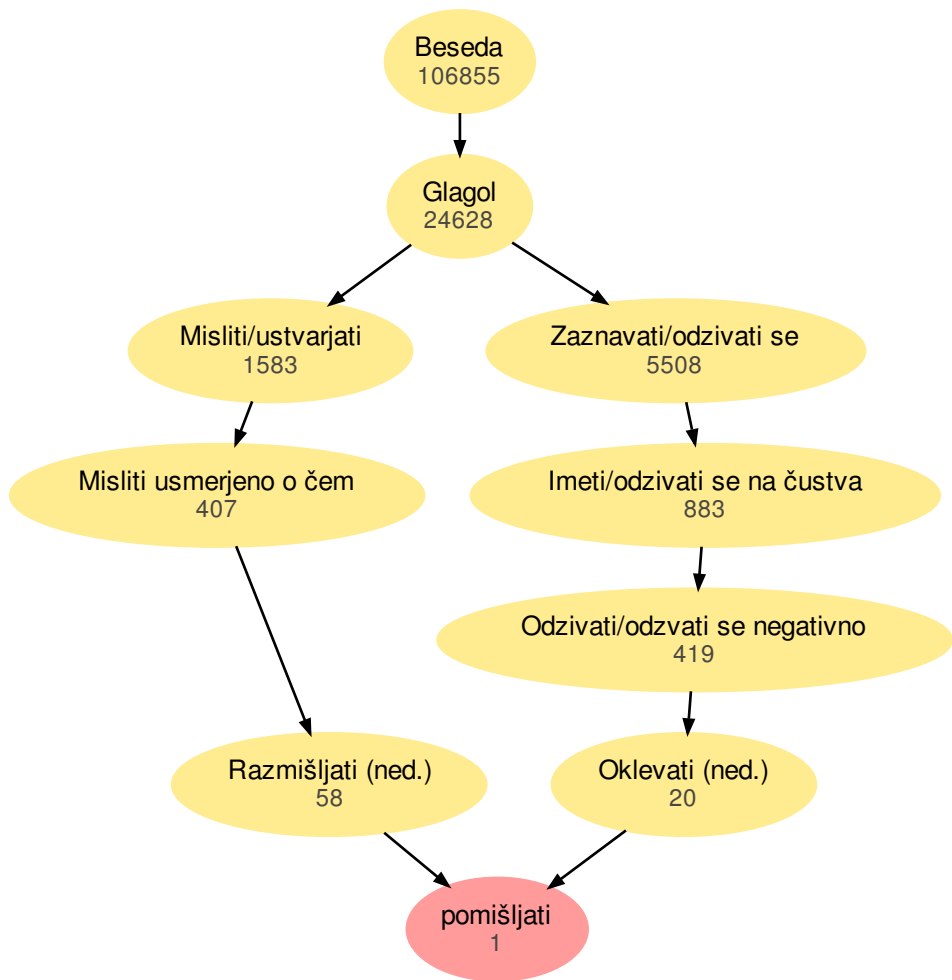 Beseda
106855
Glagol
24628
Misliti/ustvarjati
1583
Zaznavati/odzivati se
5508
Misliti usmerjeno o čem
407
Imeti/odzivati se na čustva
883
Odzivati/odzvati se negativno
419
Razmišljati (ned.)
58
Oklevati (ned.)
20
pomišljati
1